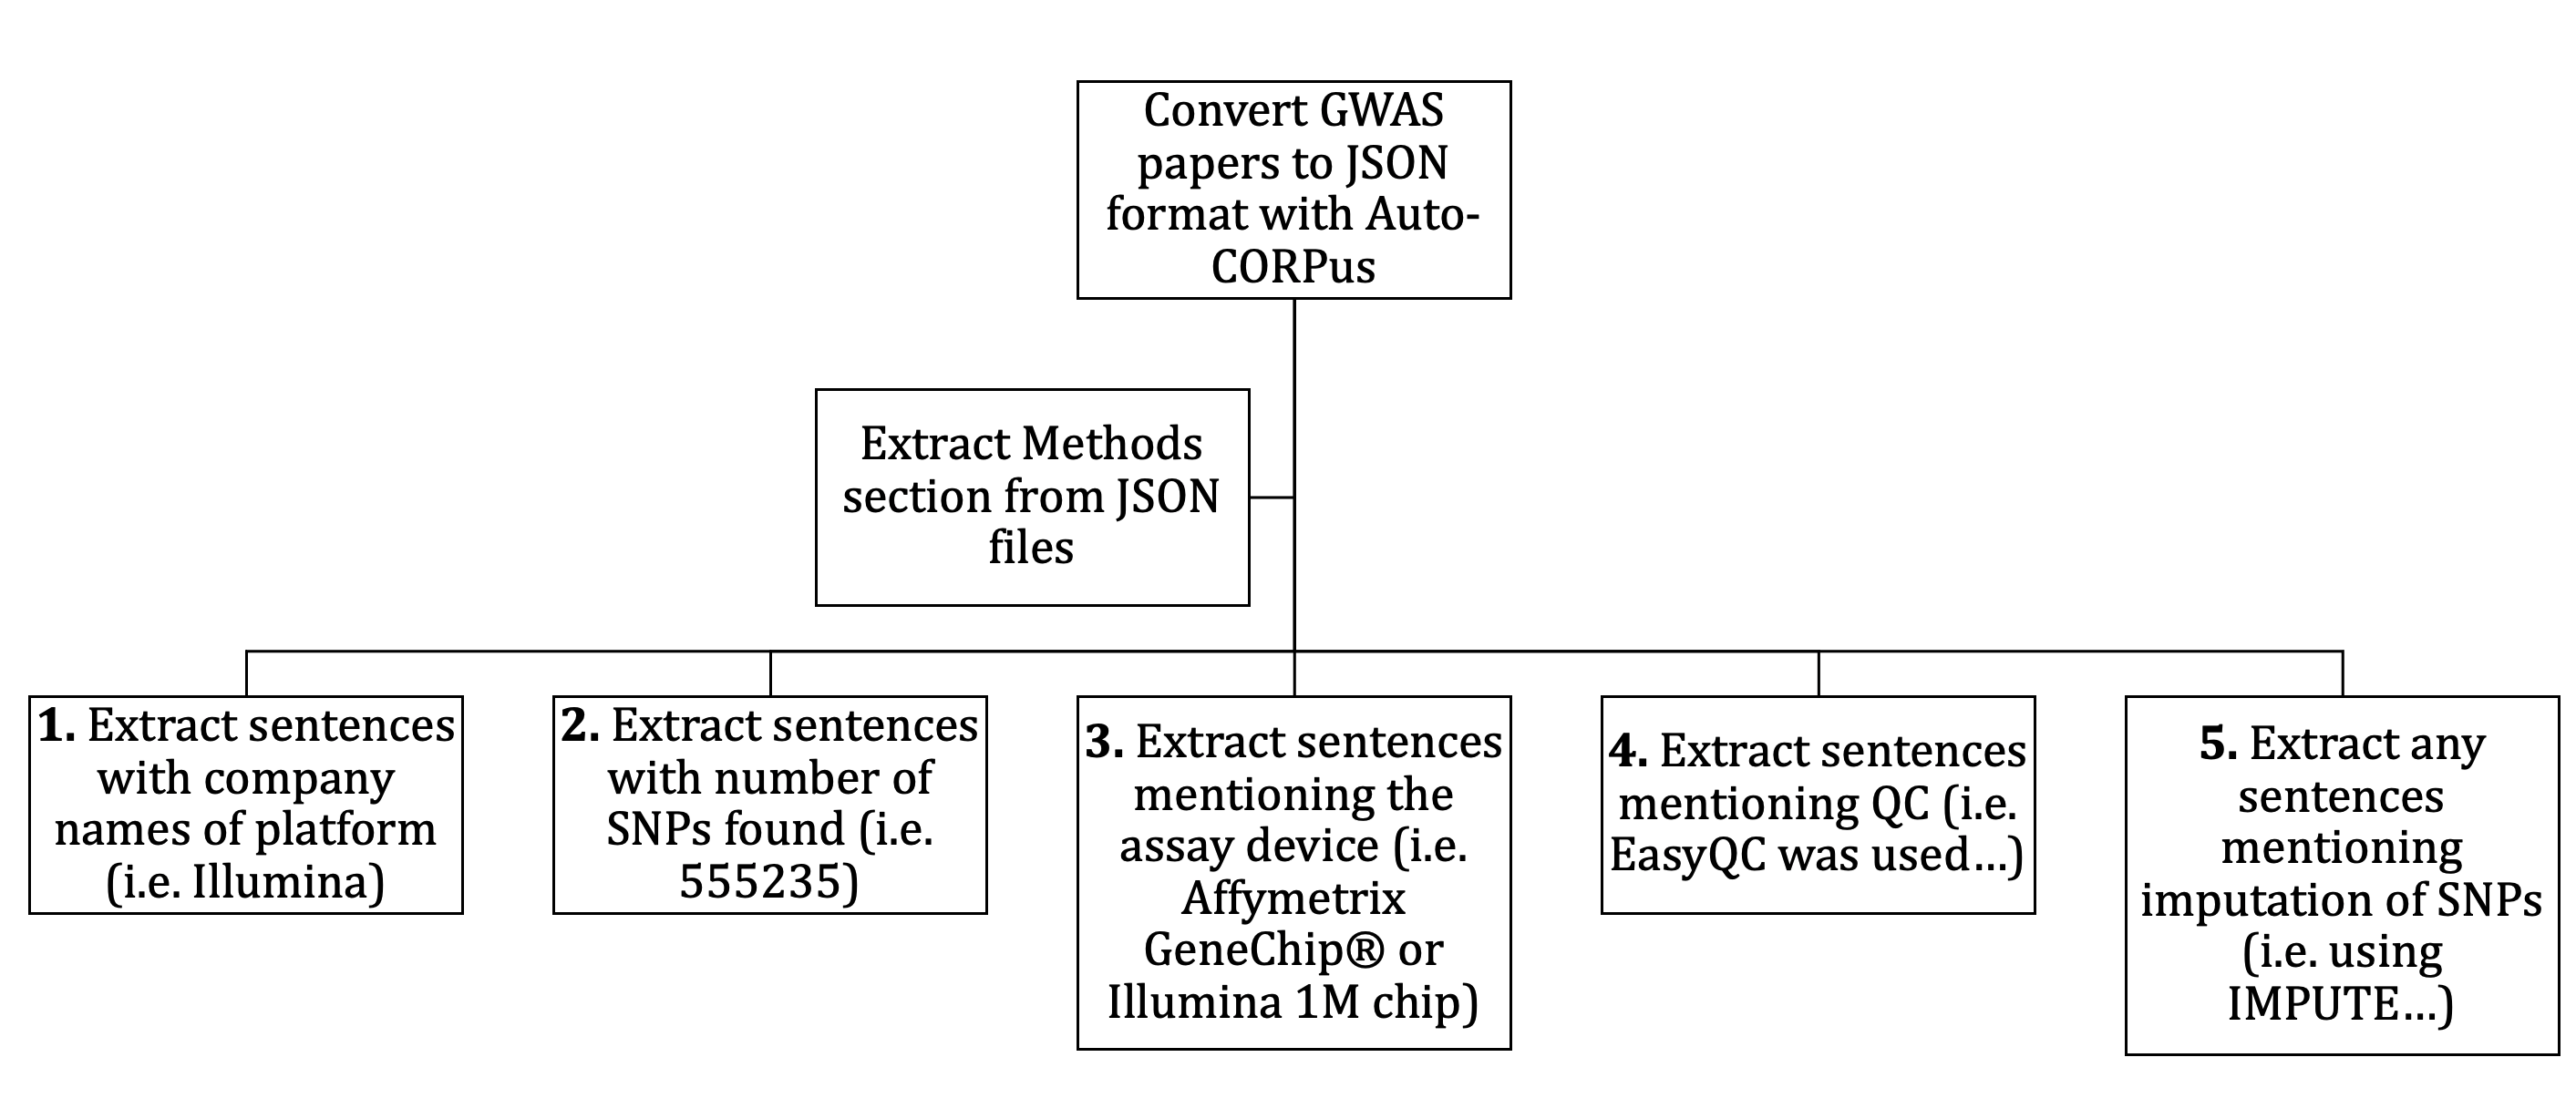 Convert GWAS
papers to JSON
format with Auto-
CORPus
Extract Methods
section from JSON
files
1. Extract sentences
with company
names of platform
(i.e. Illumina)
2. Extract sentences
with number of
SNPs found (i.e.
555235)
3. Extract sentences
mentioning the
assay device (i.e.
Affymetrix
GeneChip® or
Illumina 1M chip)
4. Extract sentences
mentioning QC (i.e.
EasyQC was used...)
5. Extract any
sentences
mentioning
imputation of SNPs
(i.e. using
IMPUTE...)